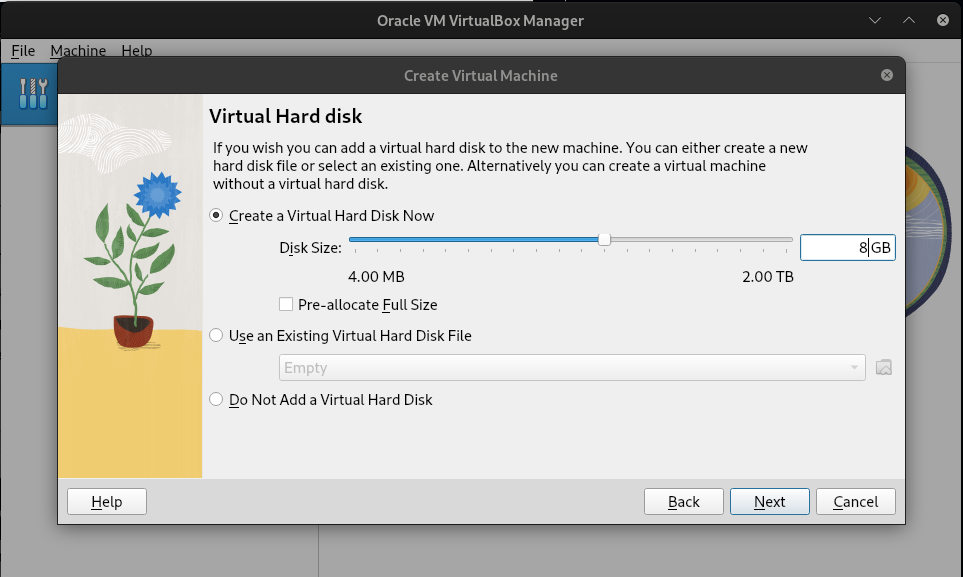 Oracle VM VirtualBox Manager
File Machine Help
Create Virtual Machine
Virtual Hard disk
If you wish you can add a virtual hard disk to the new machine. You can either create a new
hard disk file or select an existing one. Alternatively you can create a virtual machine
without a virtual hard disk.
Create a Virtual Hard Disk Now
Disk Size: 8 GB
4.00 MB 2.00 TB
Pre-allocate Full Size
Use an Existing Virtual Hard Disk File
Empty
Do Not Add a Virtual Hard Disk
Help Back Next Cancel